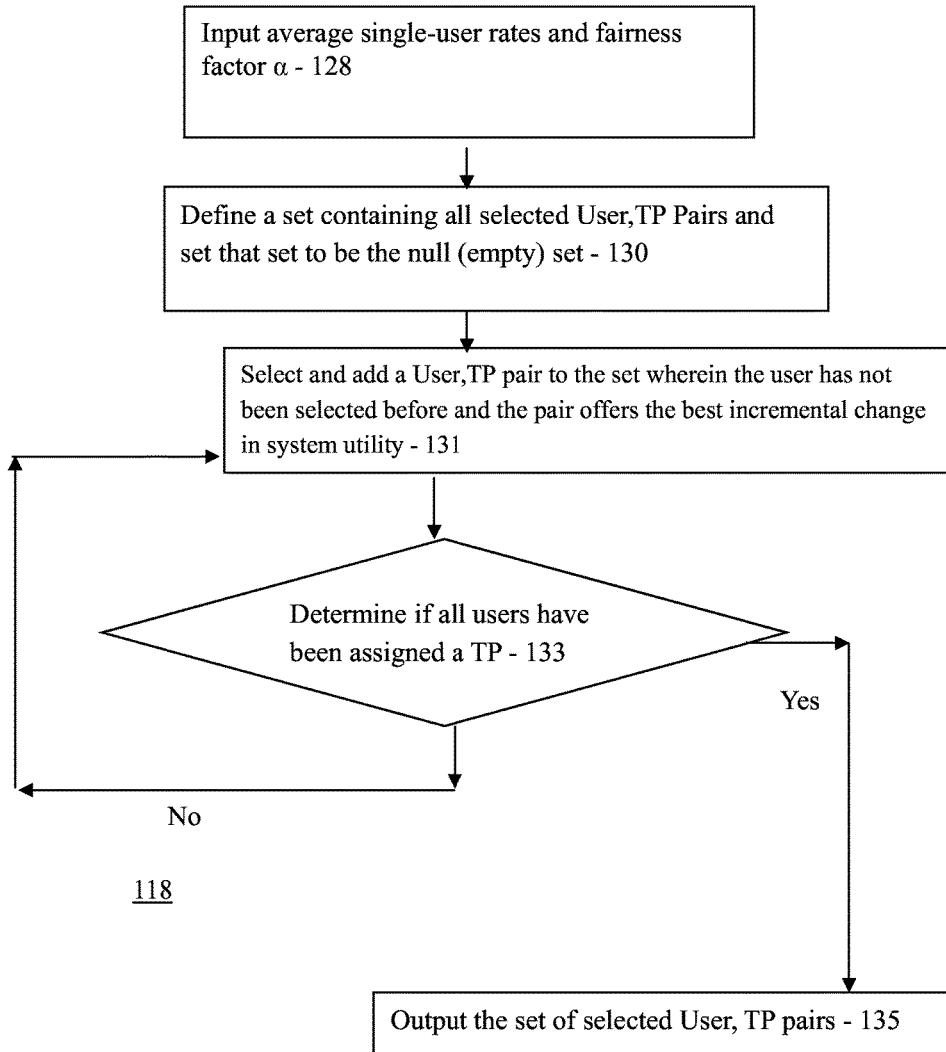 Input average single-user rates and fairness
factor α - 128
Define a set containing all selected User,TP Pairs and
set that set to be the null (empty) set - 130
Select and add a User,TP pair to the set wherein the user has not
been selected before and the pair offers the best incremental change
in system utility - 131
Determine if all users have
been assigned a TP - 133
Yes
No
118
Output the set of selected User, TP pairs - 135